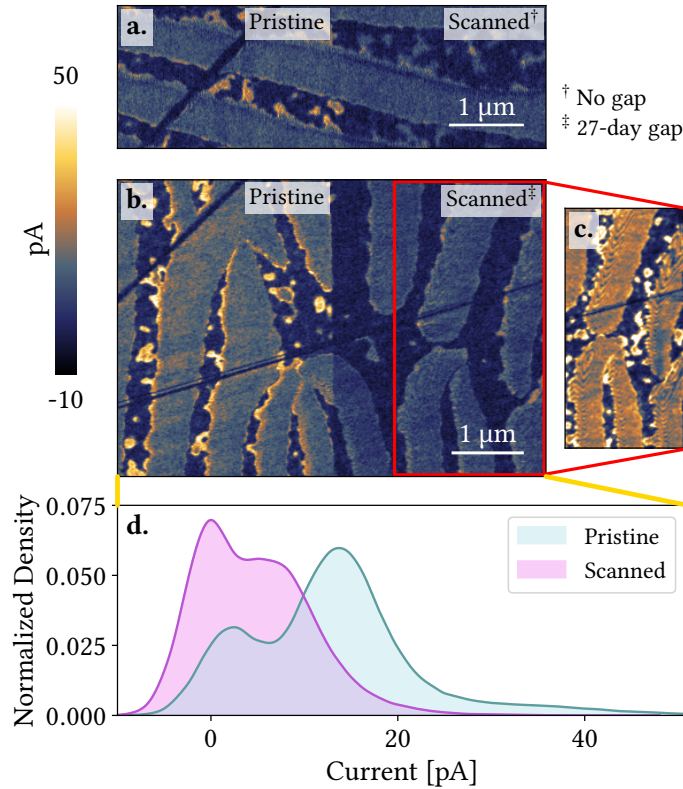 a.
Pristine
Scanned†
1 µm
† No gap
‡ 27-day gap
50
pA
-10
b.
Pristine
Scanned‡
1 µm
c.
d.
Pristine
Scanned
Normalized Density
0.075
0.050
0.025
0.000
0
20
40
Current [pA]